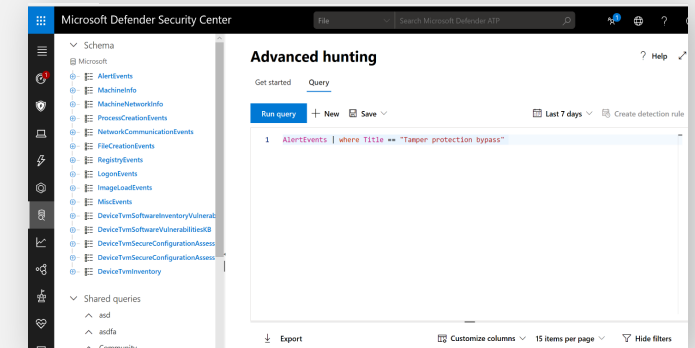 Microsoft Defender Security Center
File
Search Microsoft Defender ATP
1
?
1
Schema
Microsoft
AlertEvents
MachineInfo
MachineNetworkInfo
ProcessCreationEvents
NetworkCommunicationEvents
FileCreationEvents
RegistryEvents
LogonEvents
ImageLoadEvents
MiscEvents
DeviceTvmSoftwareInventoryVulnerab
DeviceTvmSoftwareVulnerabilitiesKB
DeviceTvmSecureConfigurationAssess
DeviceTvmSecureConfigurationAssess
DeviceTvmInventory
Shared queries
asd
asdfa
Community
Advanced hunting
? Help
Get started Query
Run query New Save Last 7 days Create detection rule
1 AlertEvents | where Title == "Tamper protection bypass"
Export Customize columns 15 items per page Hide filters